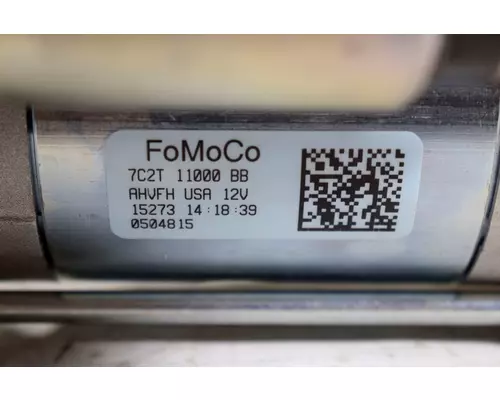 FoMoCo
7C2T 11000 BB
AHVFH USA 12V
15273 14:18:39
0504815